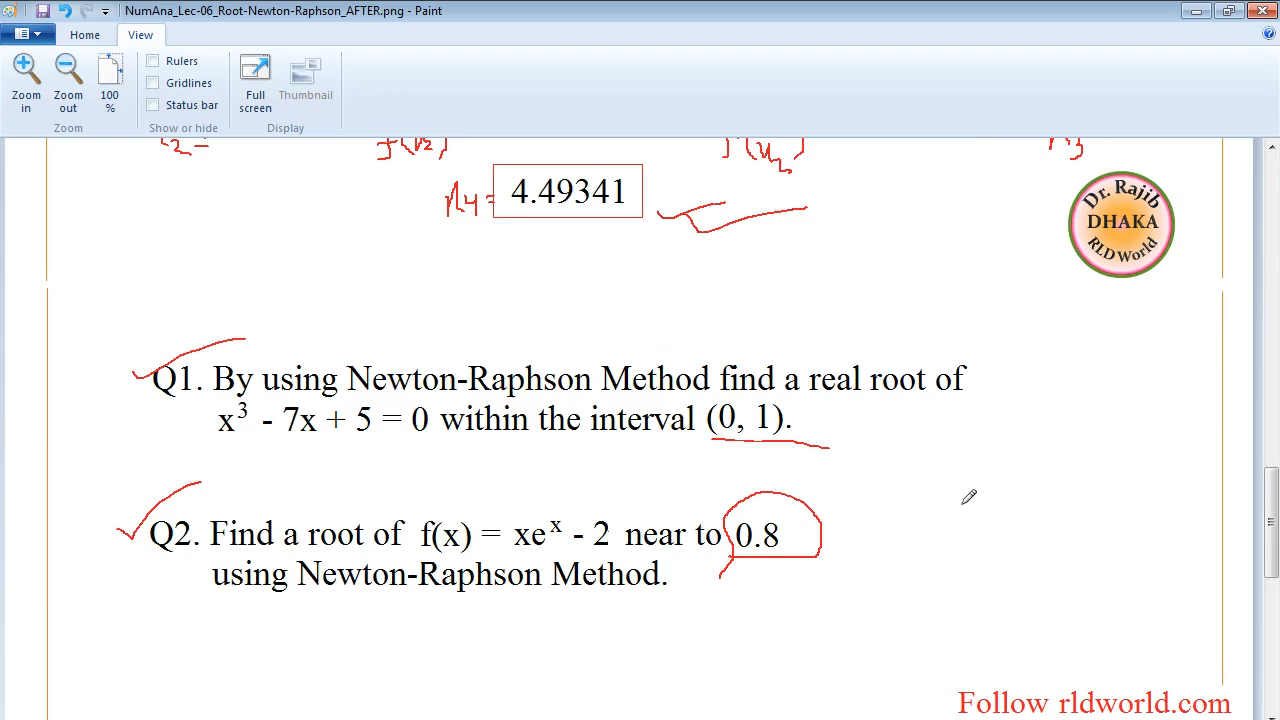 NumAna_Lec-06_Root-Newton-Raphson_AFTER.png - Paint
Home View
Rulers
Gridlines
Status bar
Zoom in
Zoom out
100 %
Full screen
Thumbnail
Zoom
Show or hide
Display
4.49341
Dr. Rajib
DHAKA
RLDWorld
Q1. By using Newton-Raphson Method find a real root of
x³ - 7x + 5 = 0 within the interval (0, 1).
Q2. Find a root of f(x) = xeˣ - 2 near to 0.8
using Newton-Raphson Method.
Follow rldworld.com